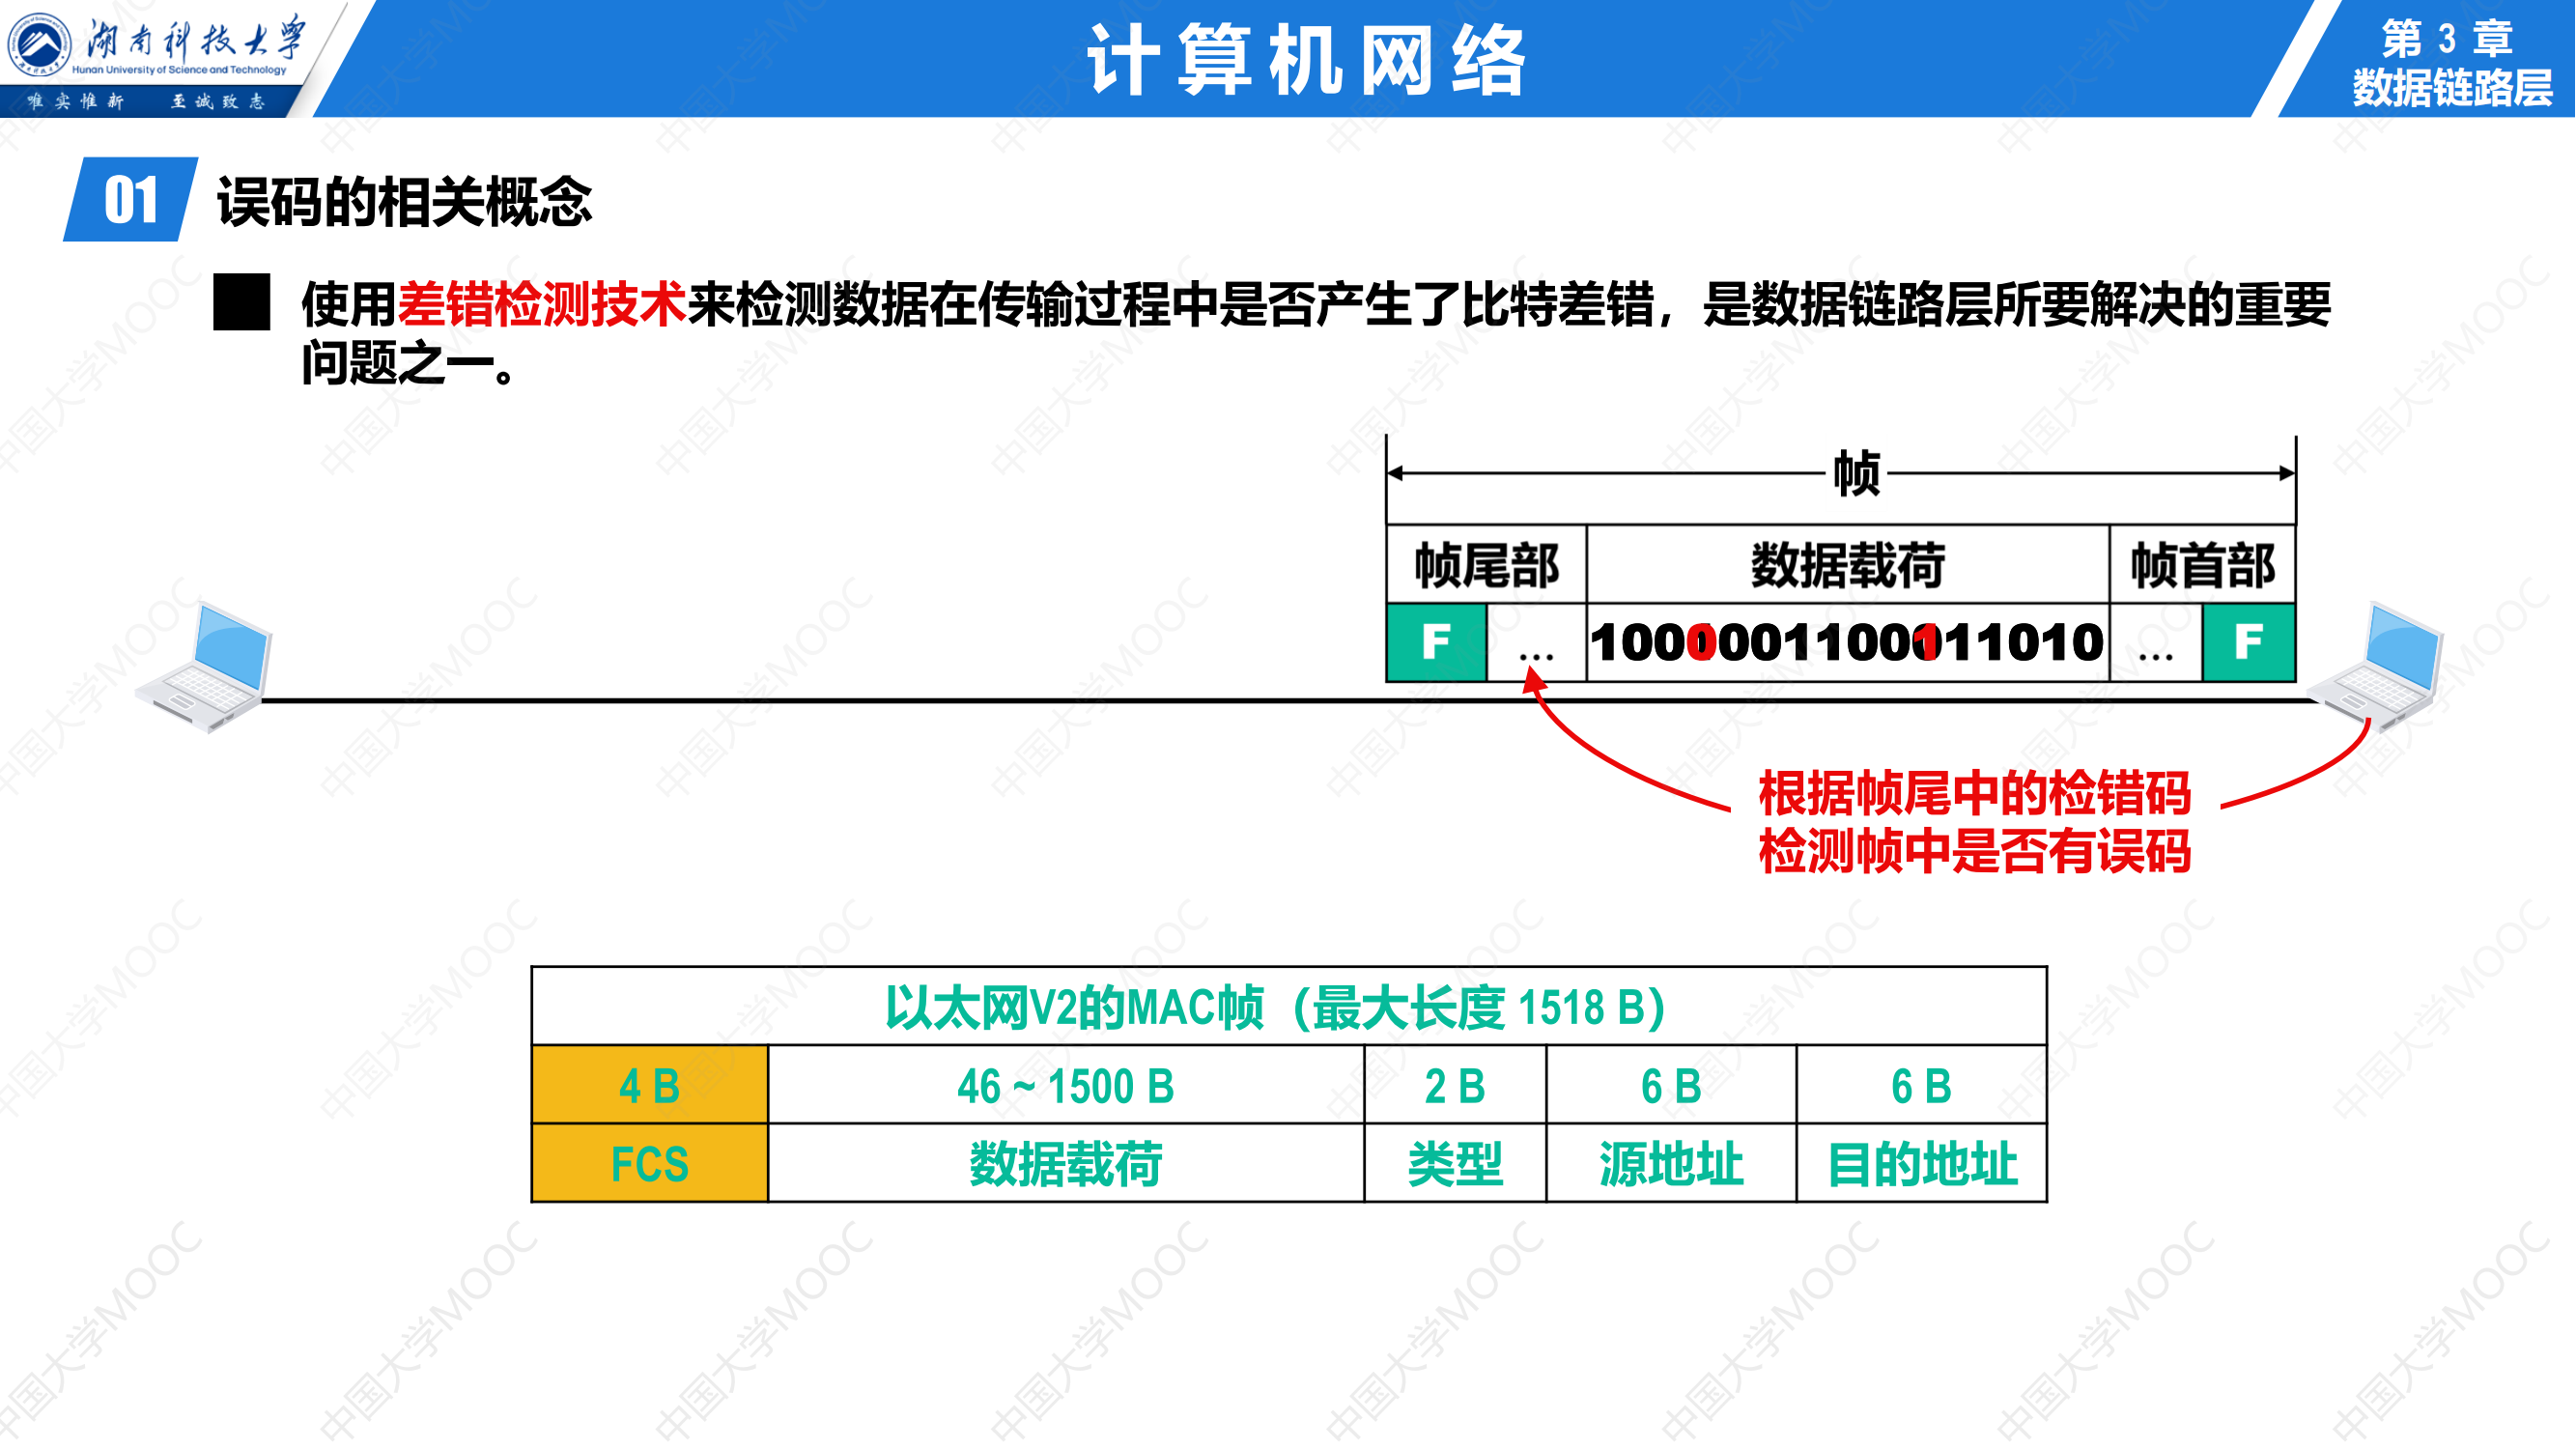 湖南科技大学
Hunan University of Science and Technology
唯实惟新 至诚致志
计算机网络
第 3 章
数据链路层
01 误码的相关概念
使用差错检测技术来检测数据在传输过程中是否产生了比特差错，是数据链路层所要解决的重要
问题之一。
帧
帧尾部 数据载荷 帧首部
F … 1000001100111010 … F
根据帧尾中的检错码
检测帧中是否有误码
以太网V2的MAC帧（最大长度 1518 B）
4 B 46 ~ 1500 B 2 B 6 B 6 B
FCS 数据载荷 类型 源地址 目的地址
中国大学MOOC